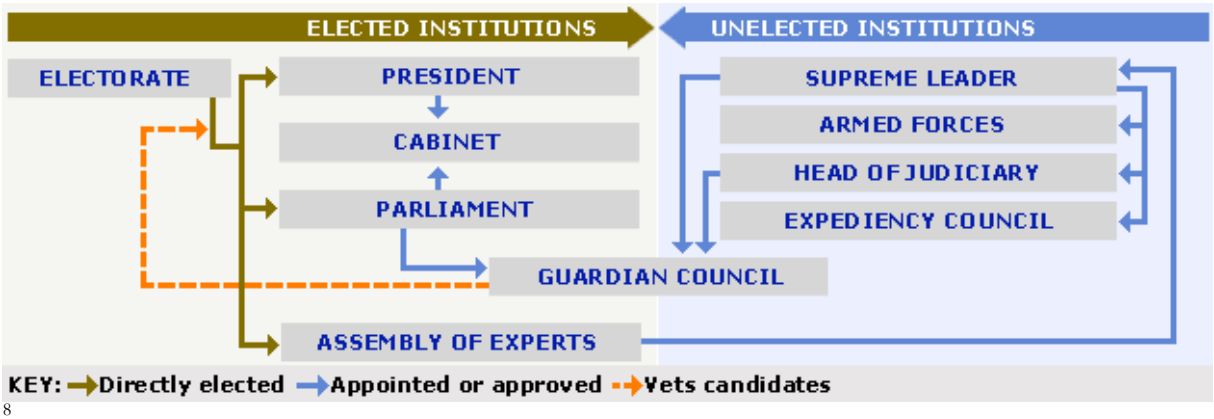 ELECTED INSTITUTIONS
UNELECTED INSTITUTIONS
ELECTORATE
PRESIDENT
SUPREME LEADER
ARMED FORCES
CABINET
HEAD OF JUDICIARY
PARLIAMENT
EXPEDIENCY COUNCIL
GUARDIAN COUNCIL
ASSEMBLY OF EXPERTS
KEY: Directly elected Appointed or approved Vets candidates
8